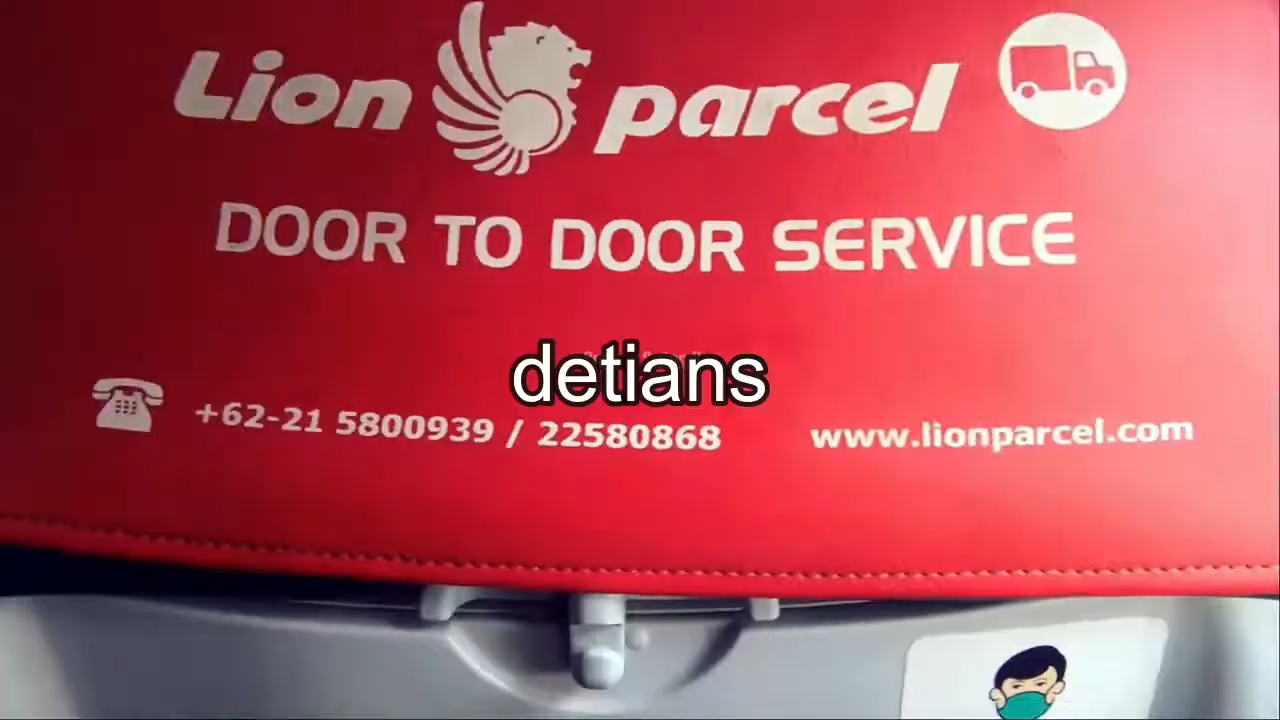 Lion parcel
DOOR TO DOOR SERVICE
detians
+62-21 5800939 / 22580868
www.lionparcel.com